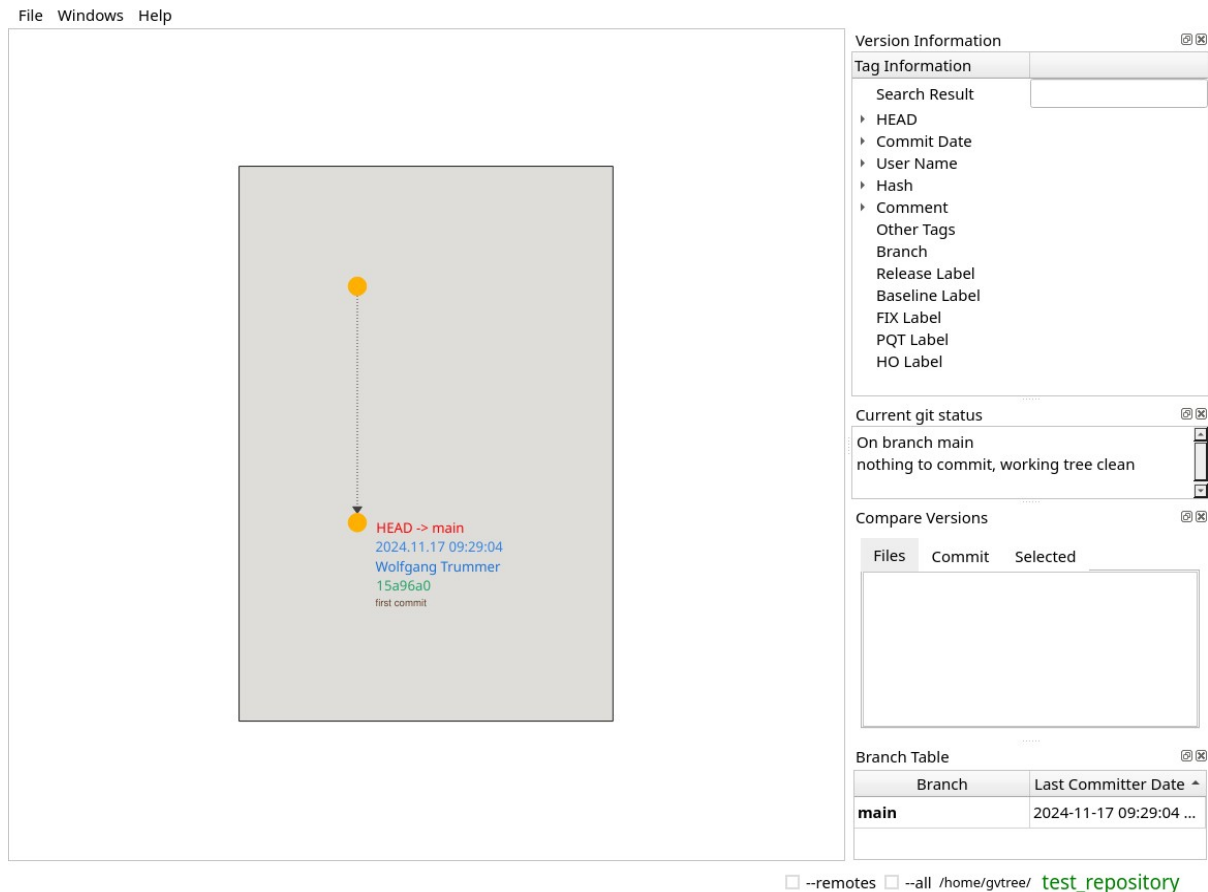 File Windows Help
HEAD -> main
2024.11.17 09:29:04
Wolfgang Trummer
15a96a0
first commit
Version Information
Tag Information
Search Result
HEAD
Commit Date
User Name
Hash
Comment
Other Tags
Branch
Release Label
Baseline Label
FIX Label
PQT Label
HO Label
Current git status
On branch main
nothing to commit, working tree clean
Compare Versions
Files Commit Selected
Branch Table
Branch Last Committer Date
main 2024-11-17 09:29:04 ...
--remotes --all /home/gvtree/ test_repository